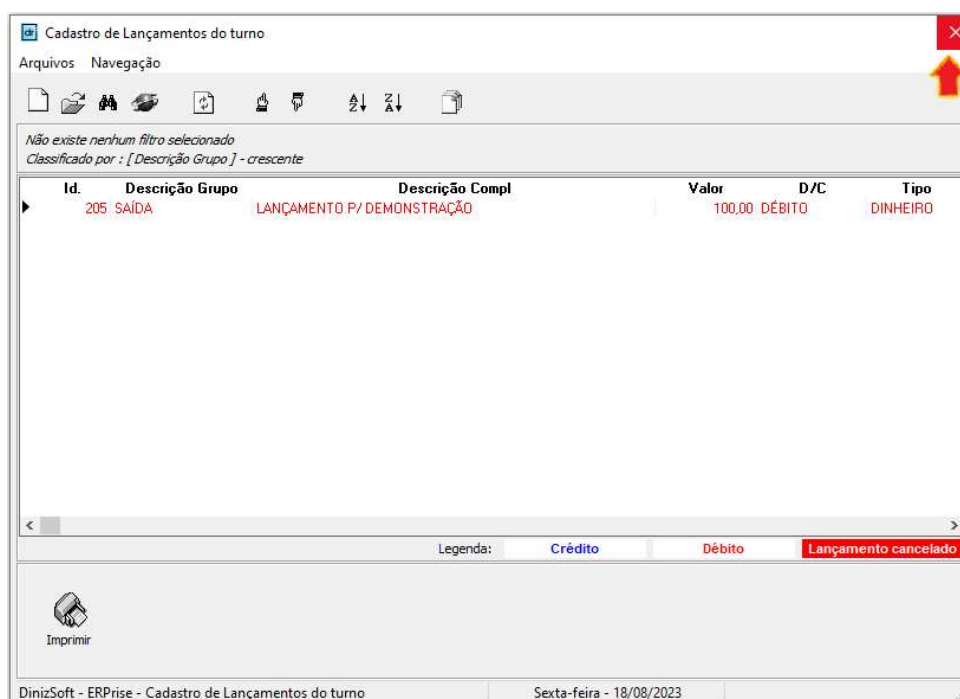 dr Cadastro de Lançamentos do turno
Arquivos Navegação
A Z Z A
Não existe nenhum filtro selecionado
Classificado por : [ Descrição Grupo ] - crescente
Id. Descrição Grupo Descrição Compl Valor D/C Tipo
205 SAÍDA LANÇAMENTO P/ DEMONSTRAÇÃO 100,00 DÉBITO DINHEIRO
Legenda: Crédito Débito Lançamento cancelado
Imprimir
DinizSoft - ERPrise - Cadastro de Lançamentos do turno Sexta-feira - 18/08/2023